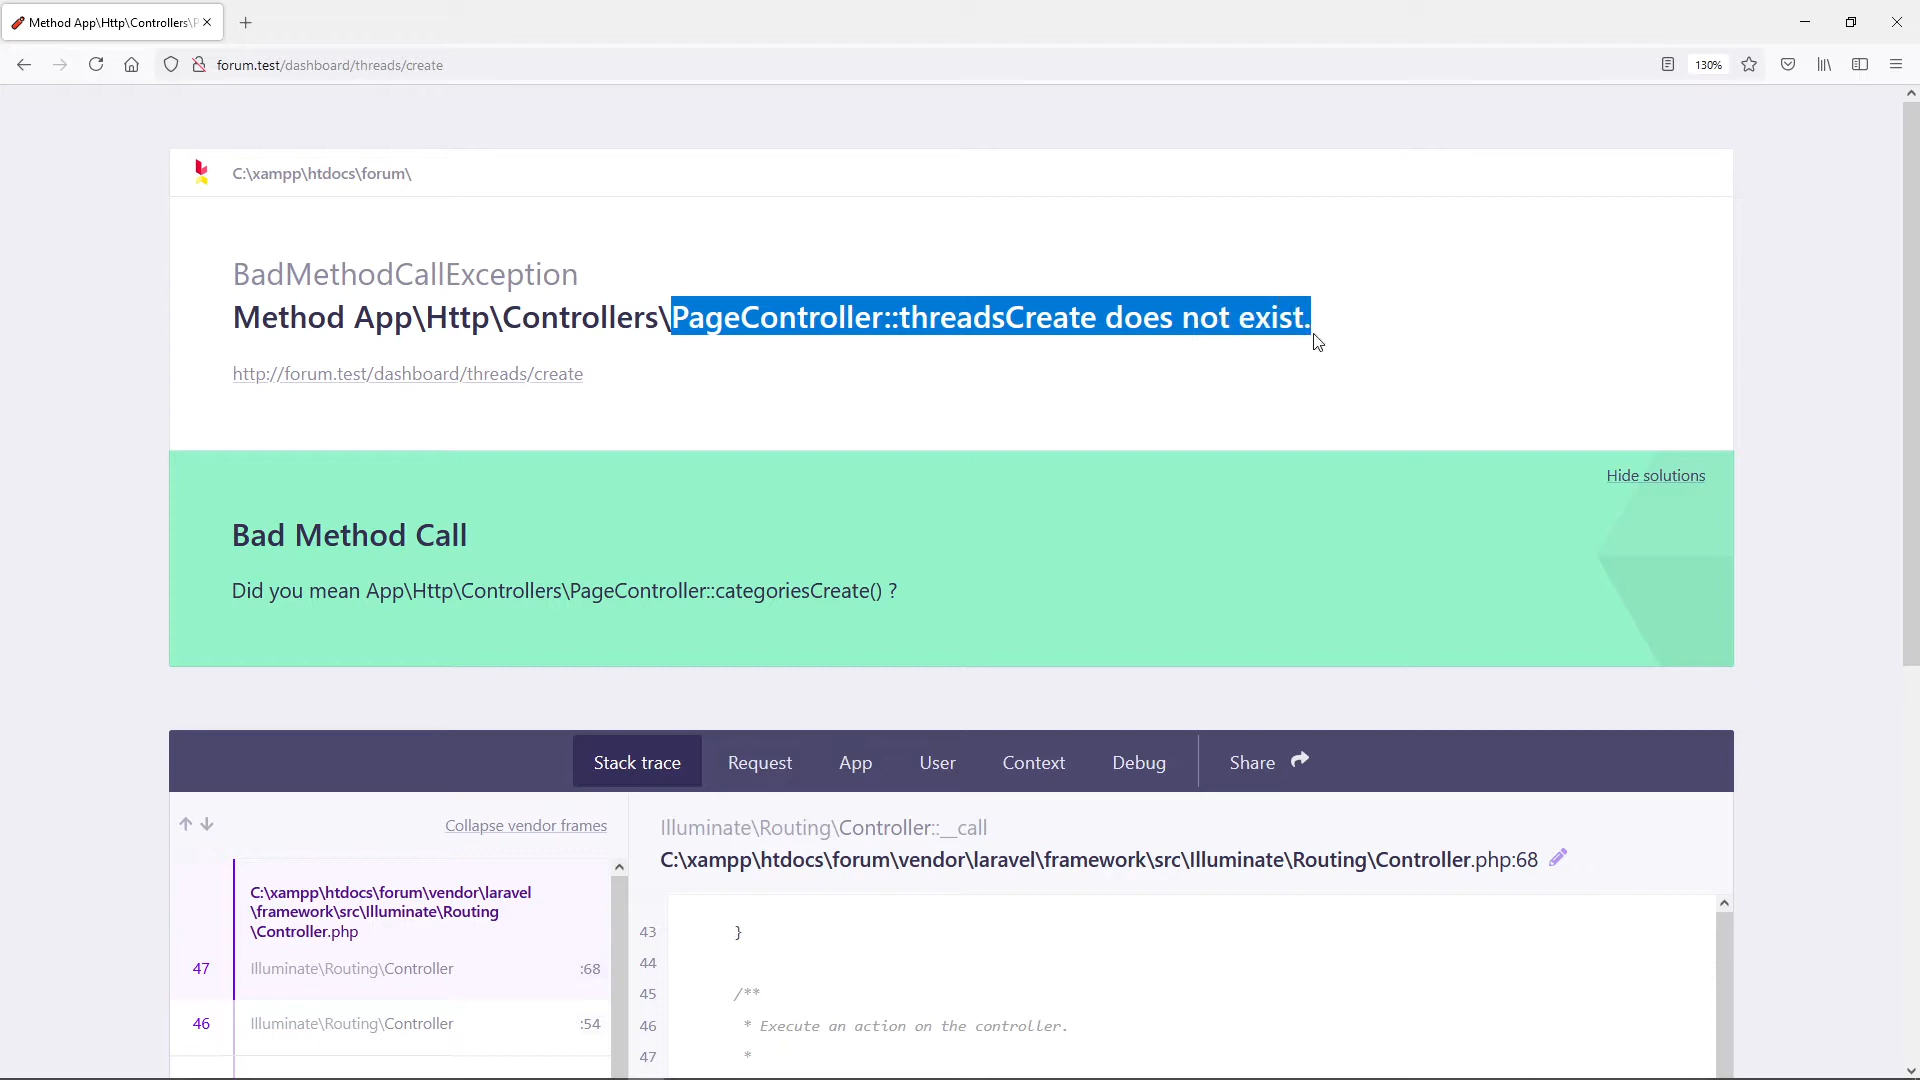 Method App\Http\Controllers\P
forum.test/dashboard/threads/create
130%
C:\xampp\htdocs\forum\
BadMethodCallException
Method App\Http\Controllers\PageController::threadsCreate does not exist.
http://forum.test/dashboard/threads/create
Hide solutions
Bad Method Call
Did you mean App\Http\Controllers\PageController::categoriesCreate() ?
Stack trace Request App User Context Debug Share
Collapse vendor frames
C:\xampp\htdocs\forum\vendor\laravel
\framework\src\Illuminate\Routing
\Controller.php
47 Illuminate\Routing\Controller :68
46 Illuminate\Routing\Controller :54
Illuminate\Routing\Controller::__call
C:\xampp\htdocs\forum\vendor\laravel\framework\src\Illuminate\Routing\Controller.php:68
43 }
44
45 /**
46 * Execute an action on the controller.
47 *